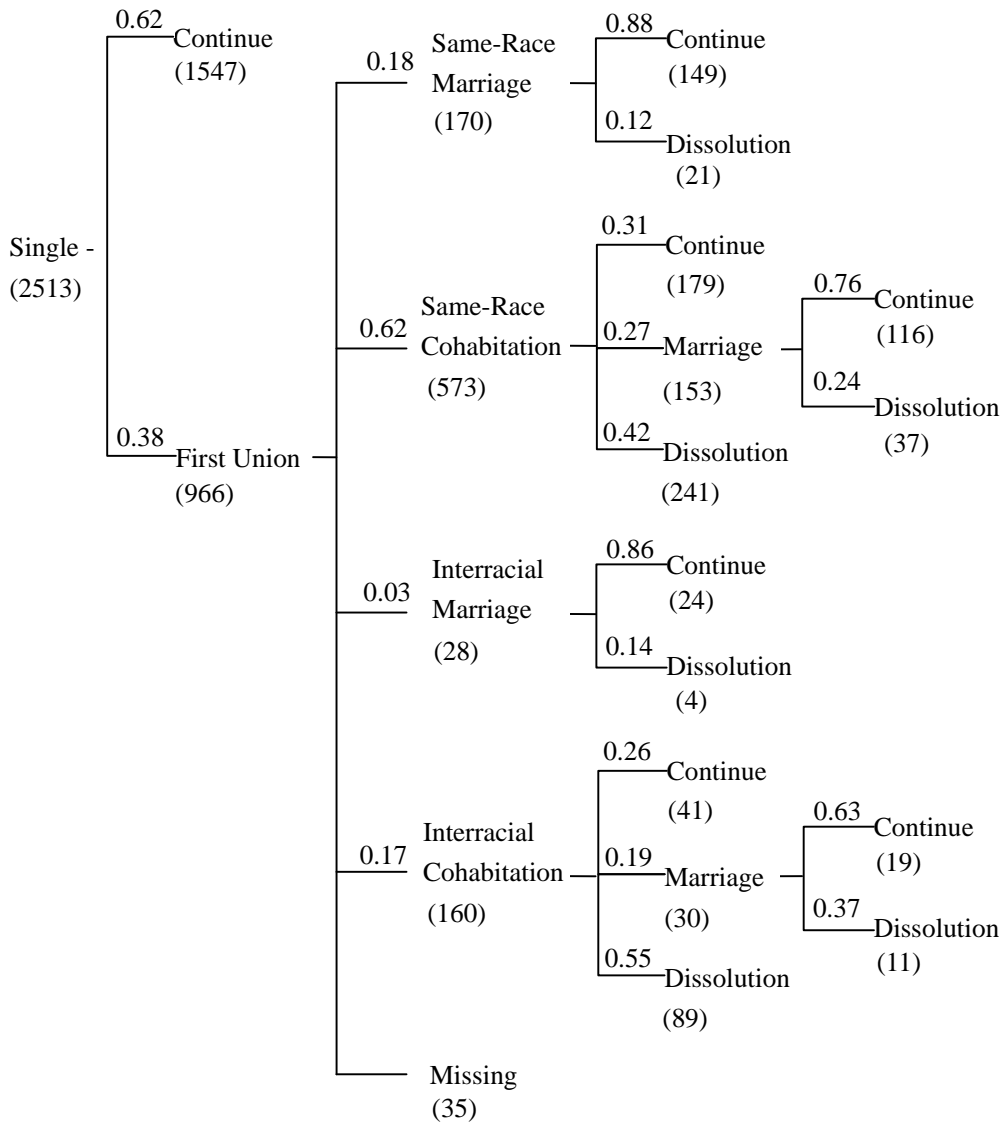 0.62
Continue
(1547)
Single -
(2513)
0.38
First Union
(966)
0.18
Same-Race
Marriage
(170)
0.88
Continue
(149)
0.12
Dissolution
(21)
0.62
Same-Race
Cohabitation
(573)
0.31
Continue
(179)
0.27
Marriage
(153)
0.76
Continue
(116)
0.24
Dissolution
(37)
0.42
Dissolution
(241)
0.03
Interracial
Marriage
(28)
0.86
Continue
(24)
0.14
Dissolution
(4)
0.17
Interracial
Cohabitation
(160)
0.26
Continue
(41)
0.19
Marriage
(30)
0.63
Continue
(19)
0.37
Dissolution
(11)
0.55
Dissolution
(89)
Missing
(35)